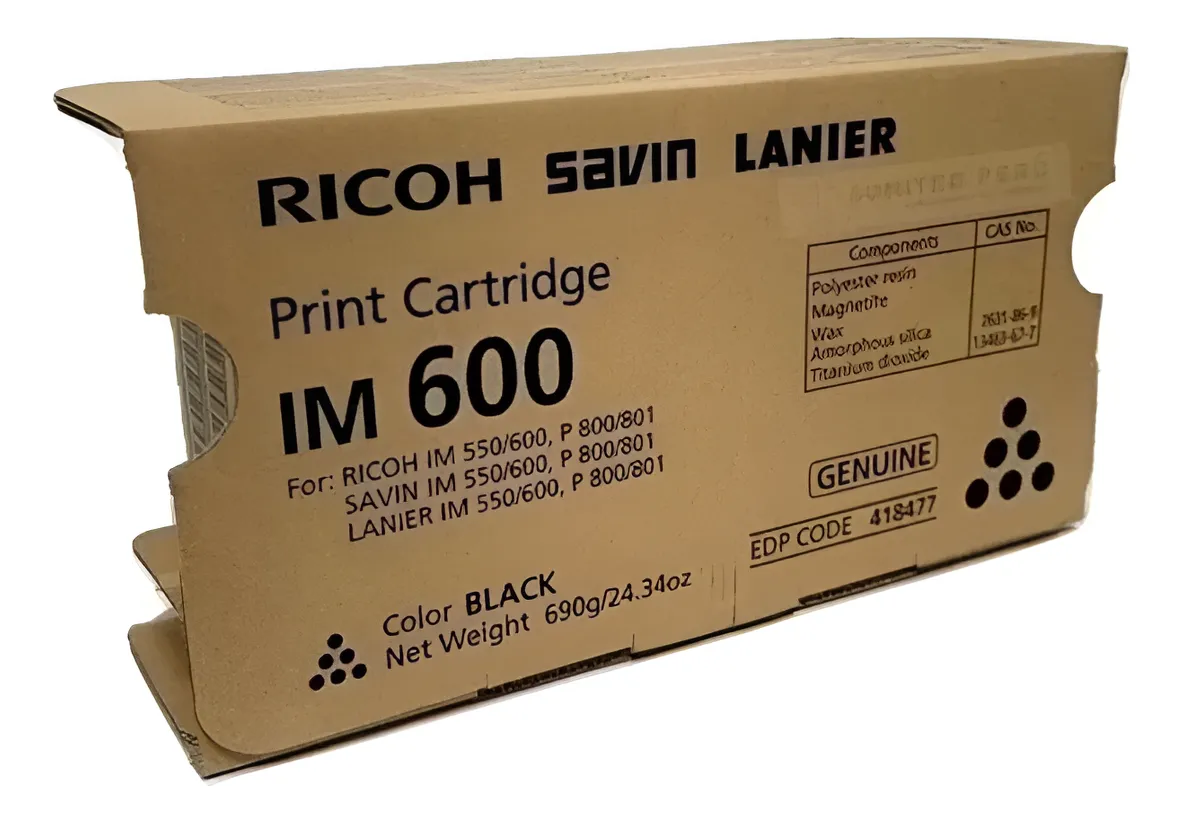 RICOH savin LANIER
Print Cartridge
IM 600
For: RICOH IM 550/600, P 800/801
SAVIN IM 550/600, P 800/801
LANIER IM 550/600, P 800/801
Color BLACK
Net Weight 690g/24.34oz
Components CAS No.
Polyester resin
Magnetite
Wax
Amorphous silica
Titanium dioxide
GENUINE
EDP CODE 418477